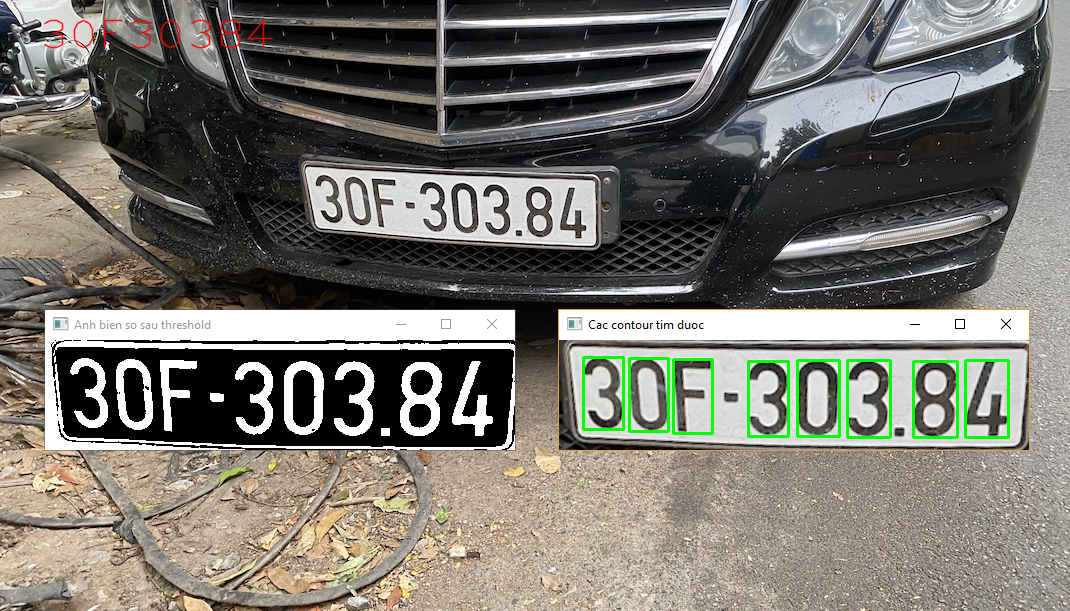 30F30384
30F-303.84
Anh bien so sau threshold
30F-303.84
Cac contour tim duoc
30F-303.84